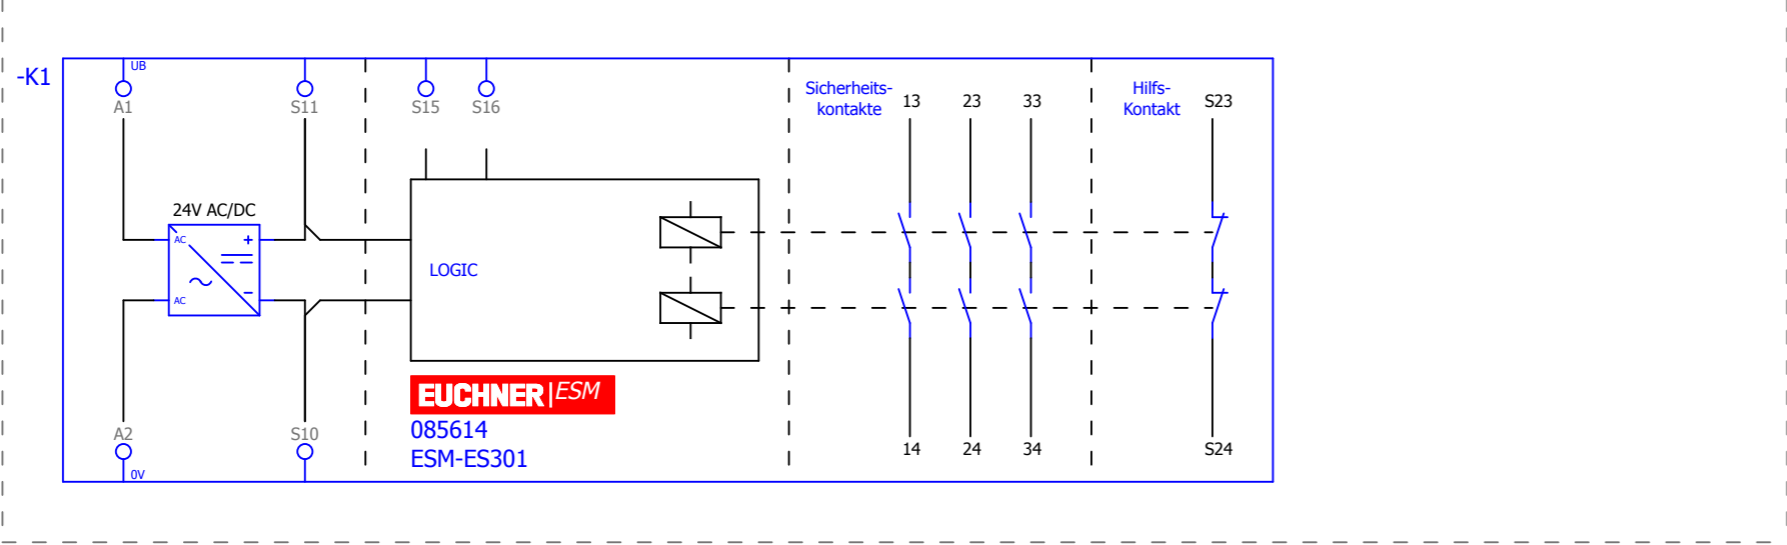 -K1
UB
A1
S11
S15
S16
Sicherheits-
kontakte
13
23
33
Hilfs-
Kontakt
S23
24V AC/DC
AC
+
AC
−
LOGIC
EUCHNER|ESM
085614
ESM-ES301
A2
0V
S10
14
24
34
S24